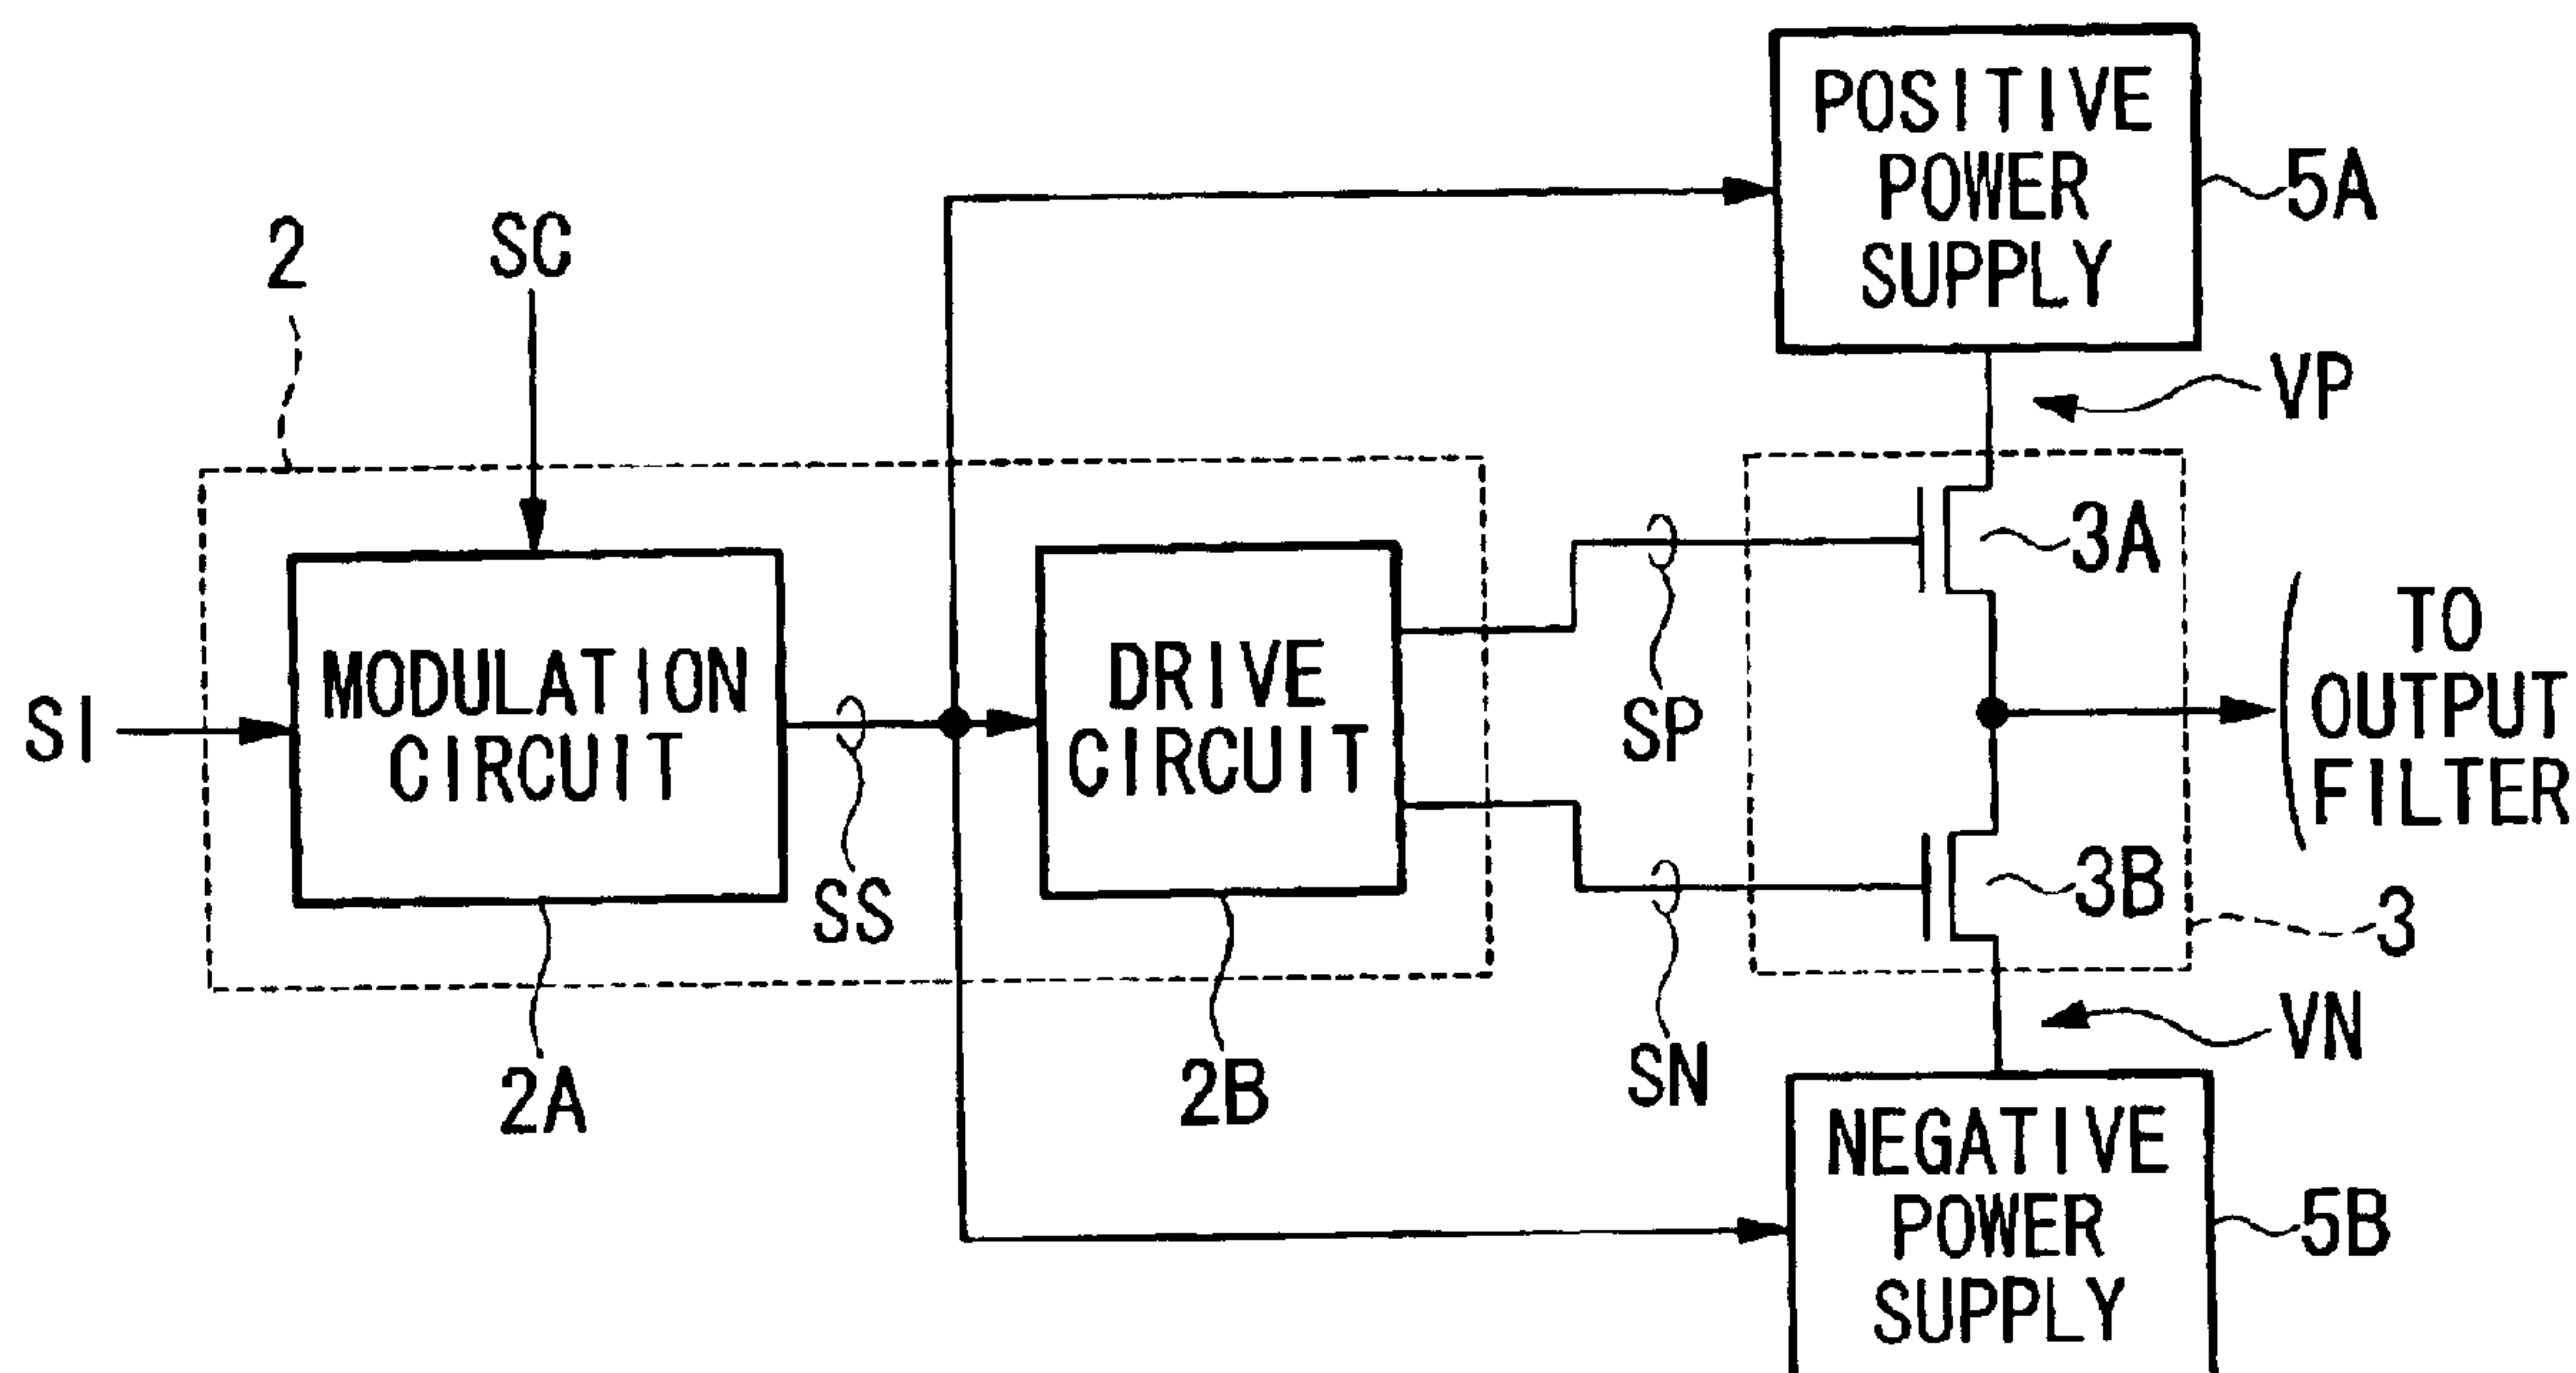 POSITIVE
POWER
SUPPLY
5A
2
SC
VP
3A
SI
MODULATION
CIRCUIT
SS
DRIVE
CIRCUIT
SP
TO
OUTPUT
FILTER
3B
3
2A
2B
SN
VN
NEGATIVE
POWER
SUPPLY
5B